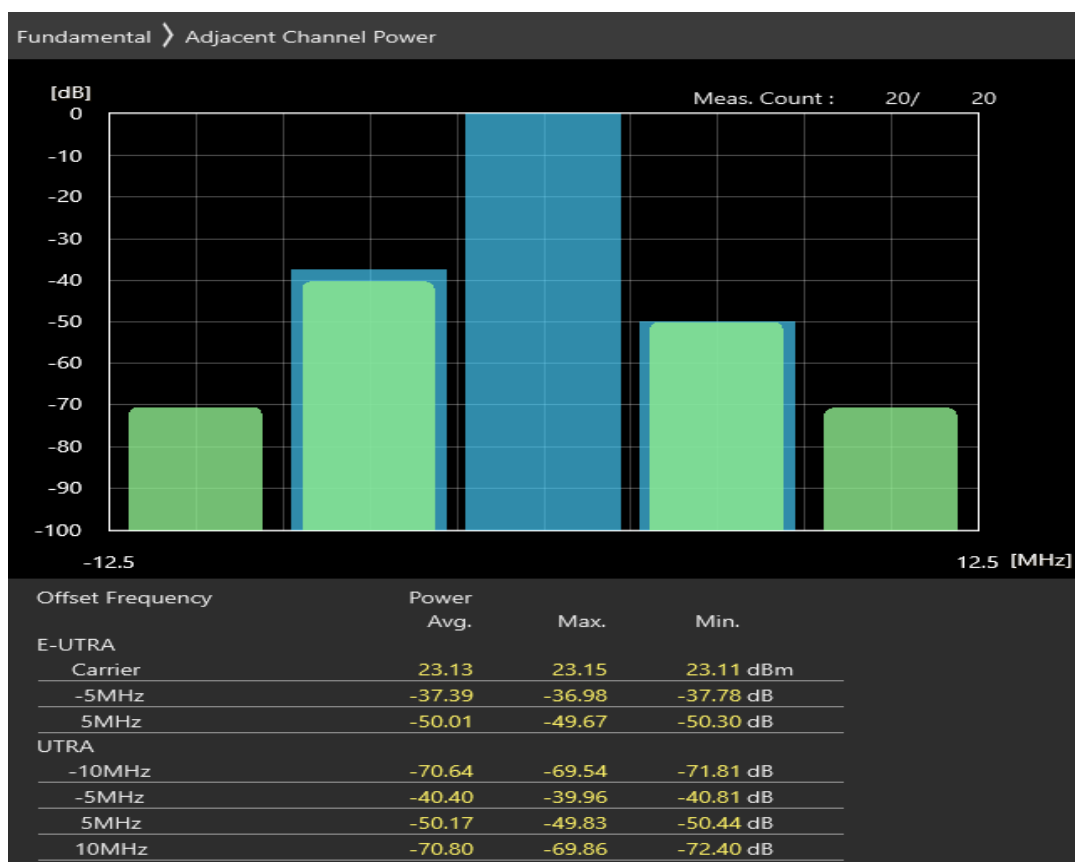 Fundamental 〉 Adjacent Channel Power
[dB]
Meas. Count : 20/ 20
0
-10
-20
-30
-40
-50
-60
-70
-80
-90
-100
-12.5 12.5 [MHz]
Offset Frequency Power
Avg. Max. Min.
E-UTRA
Carrier 23.13 23.15 23.11 dBm
-5MHz -37.39 -36.98 -37.78 dB
5MHz -50.01 -49.67 -50.30 dB
UTRA
-10MHz -70.64 -69.54 -71.81 dB
-5MHz -40.40 -39.96 -40.81 dB
5MHz -50.17 -49.83 -50.44 dB
10MHz -70.80 -69.86 -72.40 dB